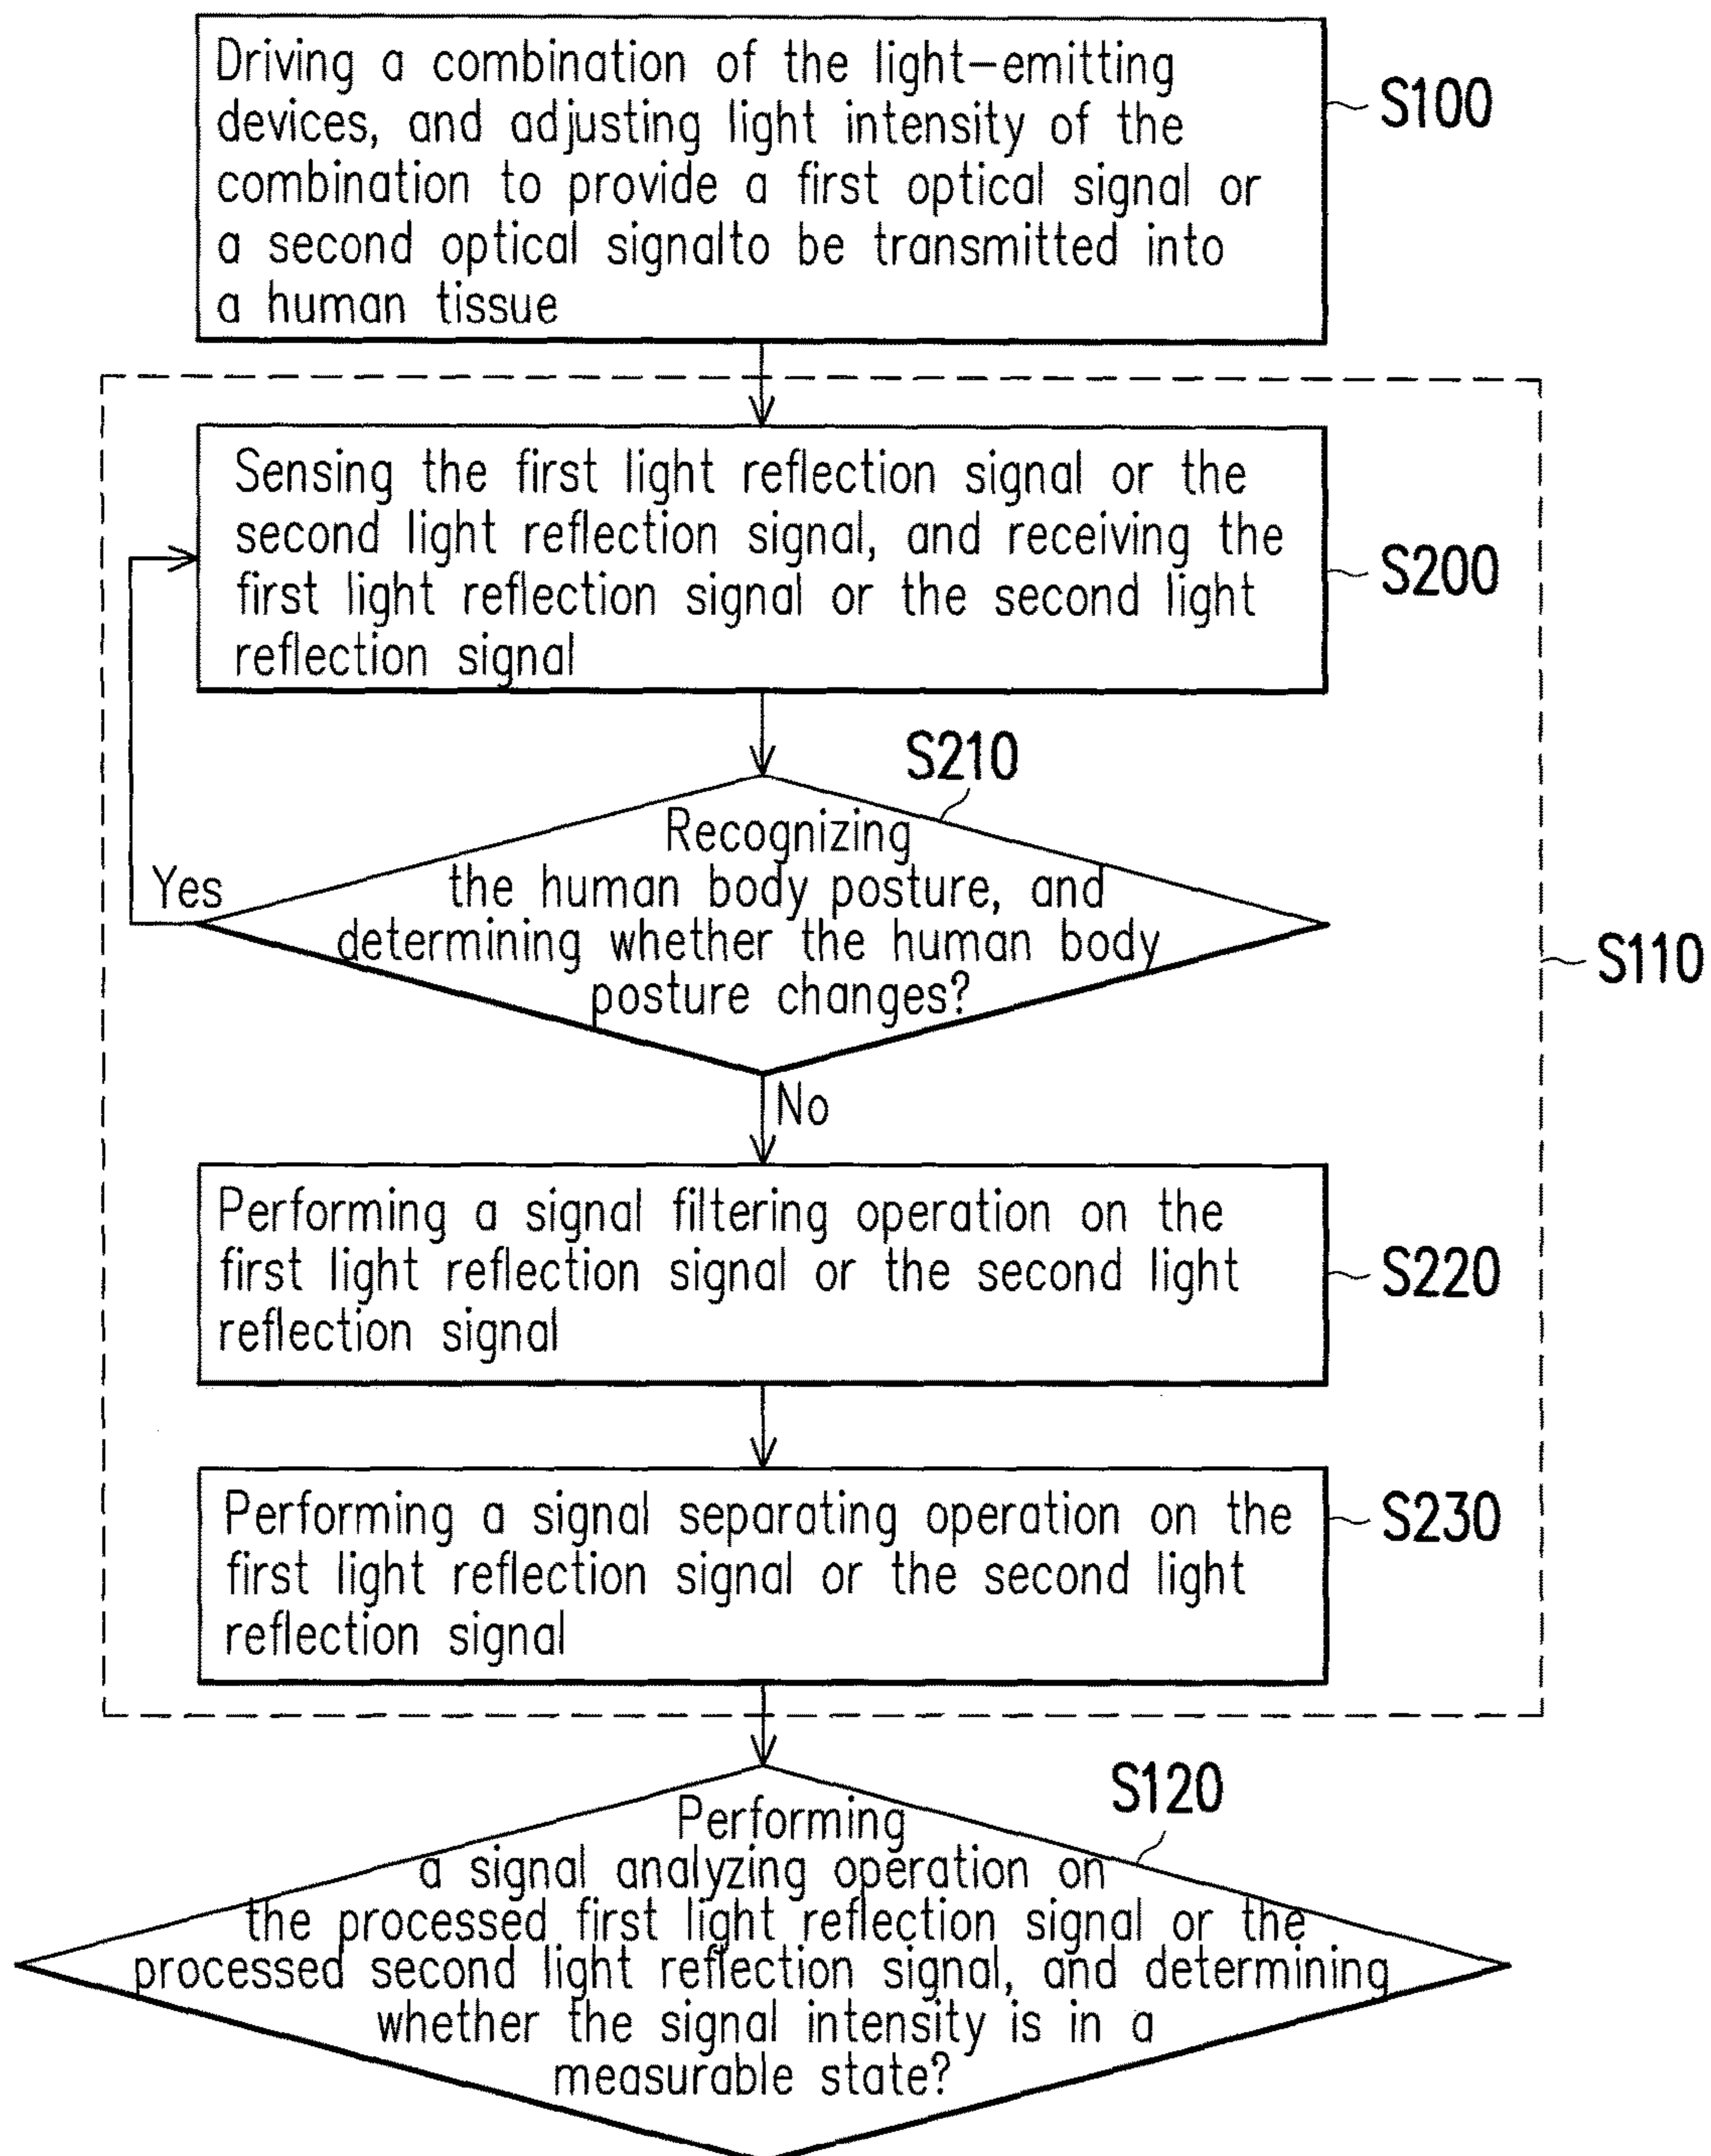 Driving a combination of the light-emitting
devices, and adjusting light intensity of the
combination to provide a first optical signal or
a second optical signalto be transmitted into
a human tissue
S100
Sensing the first light reflection signal or the
second light reflection signal, and receiving the
first light reflection signal or the second light
reflection signal
S200
S210
Recognizing
the human body posture, and
determining whether the human body
posture changes?
Yes
S110
No
Performing a signal filtering operation on the
first light reflection signal or the second light
reflection signal
S220
Performing a signal separating operation on the
first light reflection signal or the second light
reflection signal
S230
S120
Performing
a signal analyzing operation on
the processed first light reflection signal or the
processed second light reflection signal, and determining
whether the signal intensity is in a
measurable state?